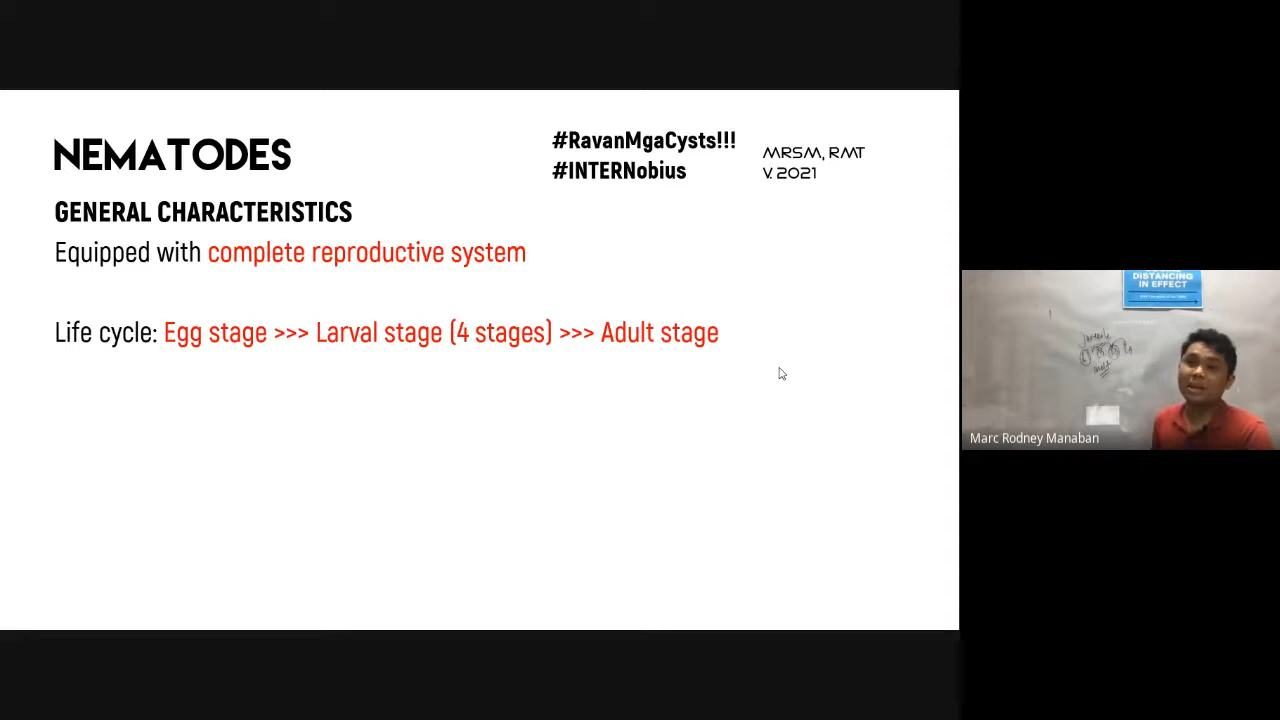 NEMATODES
#RavanMgaCysts!!!
#INTERNobius
MRSM, RMT
V. 2021
GENERAL CHARACTERISTICS
Equipped with complete reproductive system
Life cycle: Egg stage >>> Larval stage (4 stages) >>> Adult stage
DISTANCING
IN EFFECT
Marc Rodney Manaban